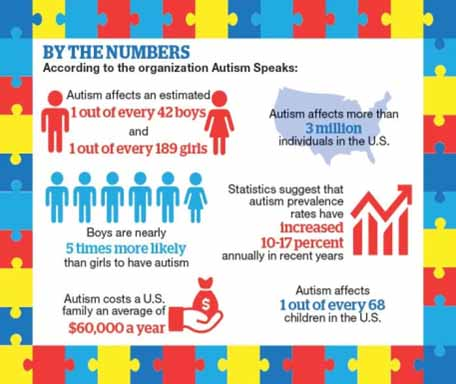 BY THE NUMBERS
According to the organization Autism Speaks:
Autism affects an estimated
1 out of every 42 boys
and
1 out of every 189 girls
Autism affects more than
3 million
individuals in the U.S.
Boys are nearly
5 times more likely
than girls to have autism
Statistics suggest that
autism prevalence
rates have
increased
10-17 percent
annually in recent years
Autism costs a U.S.
family an average of
$60,000 a year
$
Autism affects
1 out of every 68
children in the U.S.